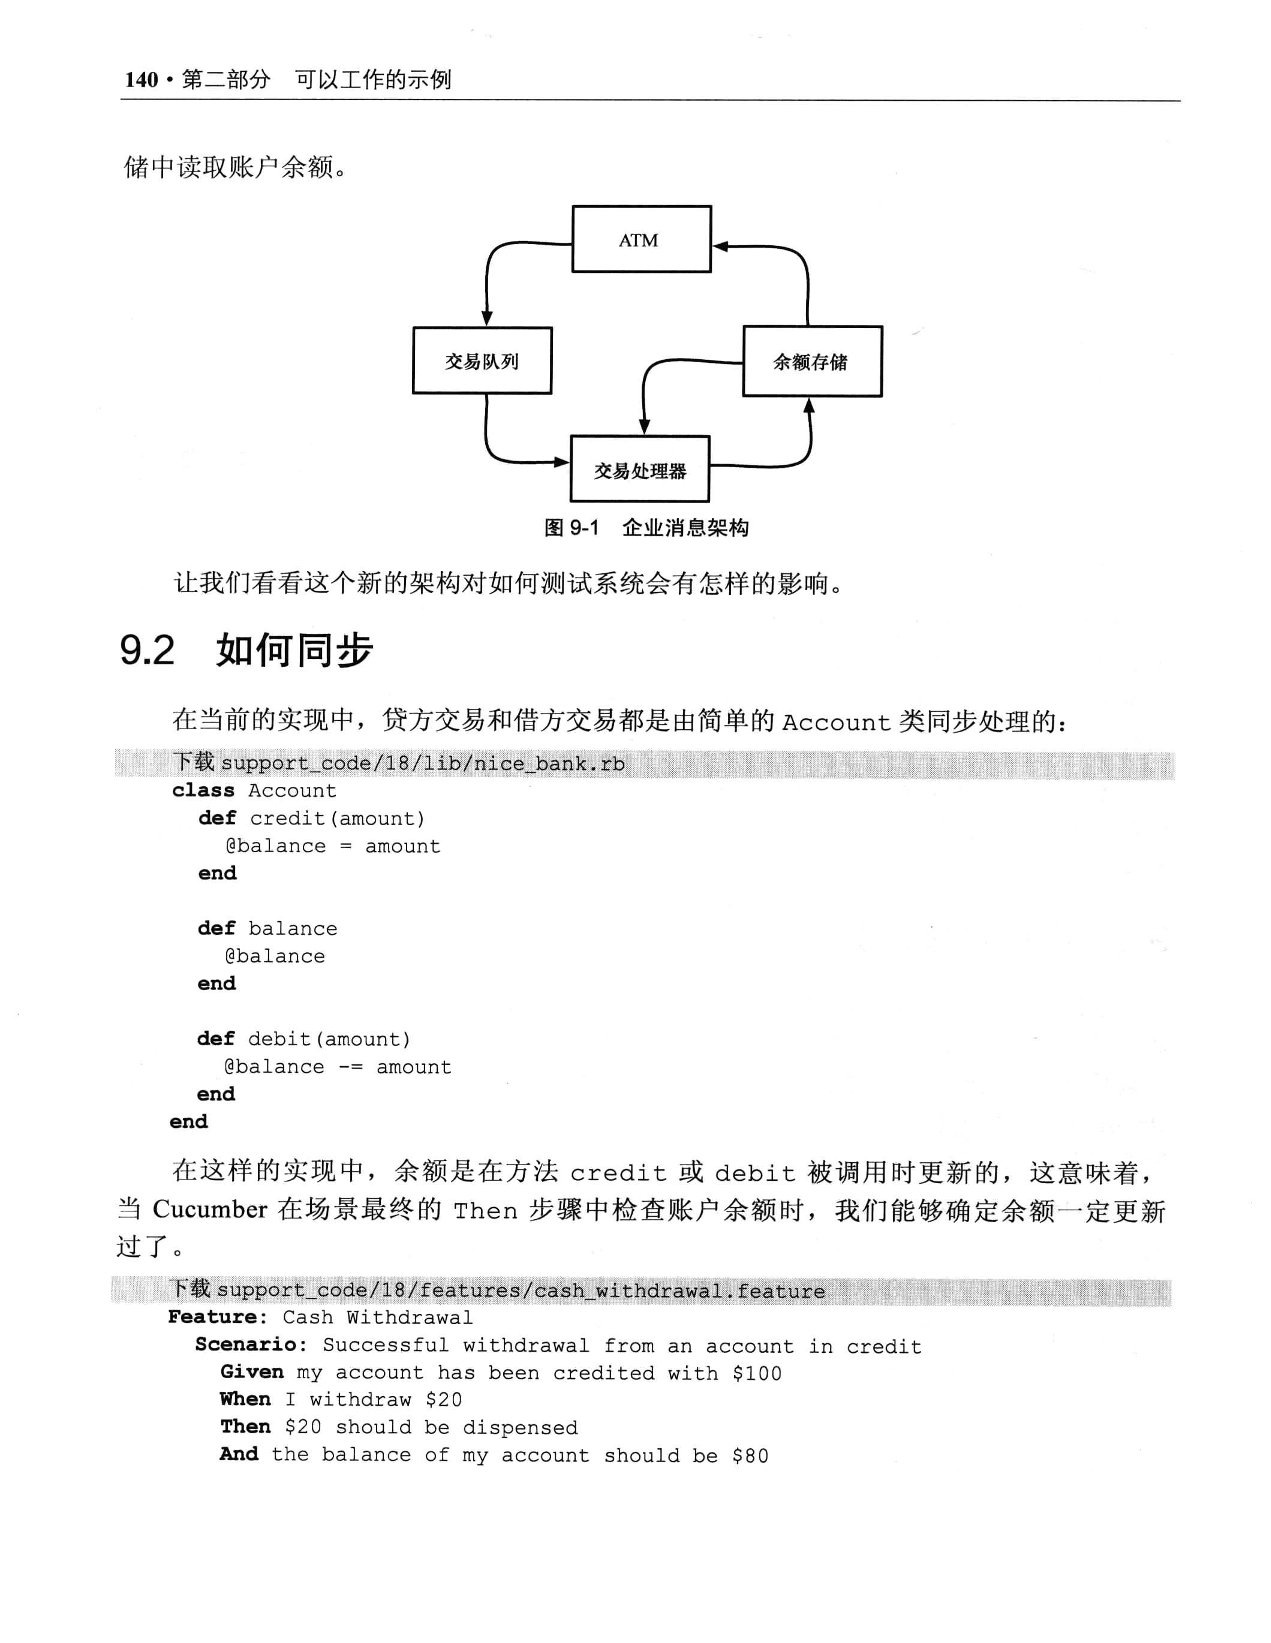 140 • 第二部分 可以工作的示例
储中读取账户余额。
ATM
交易队列
余额存储
交易处理器
图 9-1 企业消息架构
让我们看看这个新的架构对如何测试系统会有怎样的影响。
9.2 如何同步
在当前的实现中，贷方交易和借方交易都是由简单的 Account 类同步处理的：
下载 support_code/18/lib/nice_bank.rb
class Account
  def credit(amount)
    @balance = amount
  end
  def balance
    @balance
  end
  def debit(amount)
    @balance -= amount
  end
end
在这样的实现中，余额是在方法 credit 或 debit 被调用时更新的，这意味着，
当 Cucumber 在场景最终的 Then 步骤中检查账户余额时，我们能够确定余额一定更新
过了。
下载 support_code/18/features/cash_withdrawal.feature
Feature: Cash Withdrawal
  Scenario: Successful withdrawal from an account in credit
    Given my account has been credited with $100
    When I withdraw $20
    Then $20 should be dispensed
    And the balance of my account should be $80